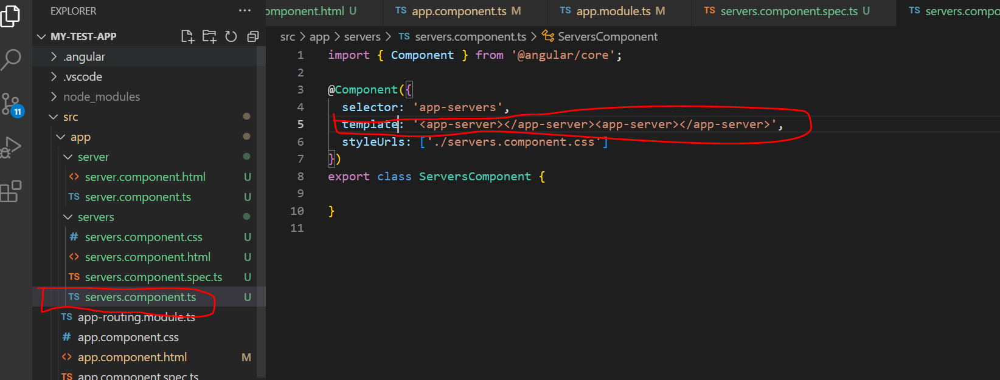 EXPLORER
...
MY-TEST-APP
.angular
.vscode
node_modules
src
app
server
server.component.html U
TS server.component.ts U
servers
# servers.component.css U
servers.component.html U
TS servers.component.spec.ts U
TS servers.component.ts U
TS app-routing.module.ts
# app.component.css
app.component.html M
TS app.component.spec.ts
11
omponent.html U
TS app.component.ts M
TS app.module.ts M
TS servers.component.spec.ts U
TS servers.compo
src > app > servers > TS servers.component.ts > ServersComponent
1 import { Component } from '@angular/core';
2
3 @Component({
4 selector: 'app-servers',
5 template: '<app-server></app-server><app-server></app-server>',
6 styleUrls: ['./servers.component.css']
7 })
8 export class ServersComponent {
9
10 }
11